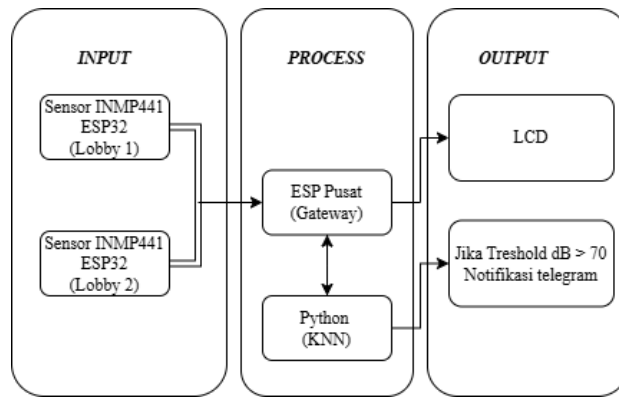 INPUT
Sensor INMP441
ESP32
(Lobby 1)
Sensor INMP441
ESP32
(Lobby 2)
PROCESS
ESP Pusat
(Gateway)
Python
(KNN)
OUTPUT
LCD
Jika Treshold dB > 70
Notifikasi telegram